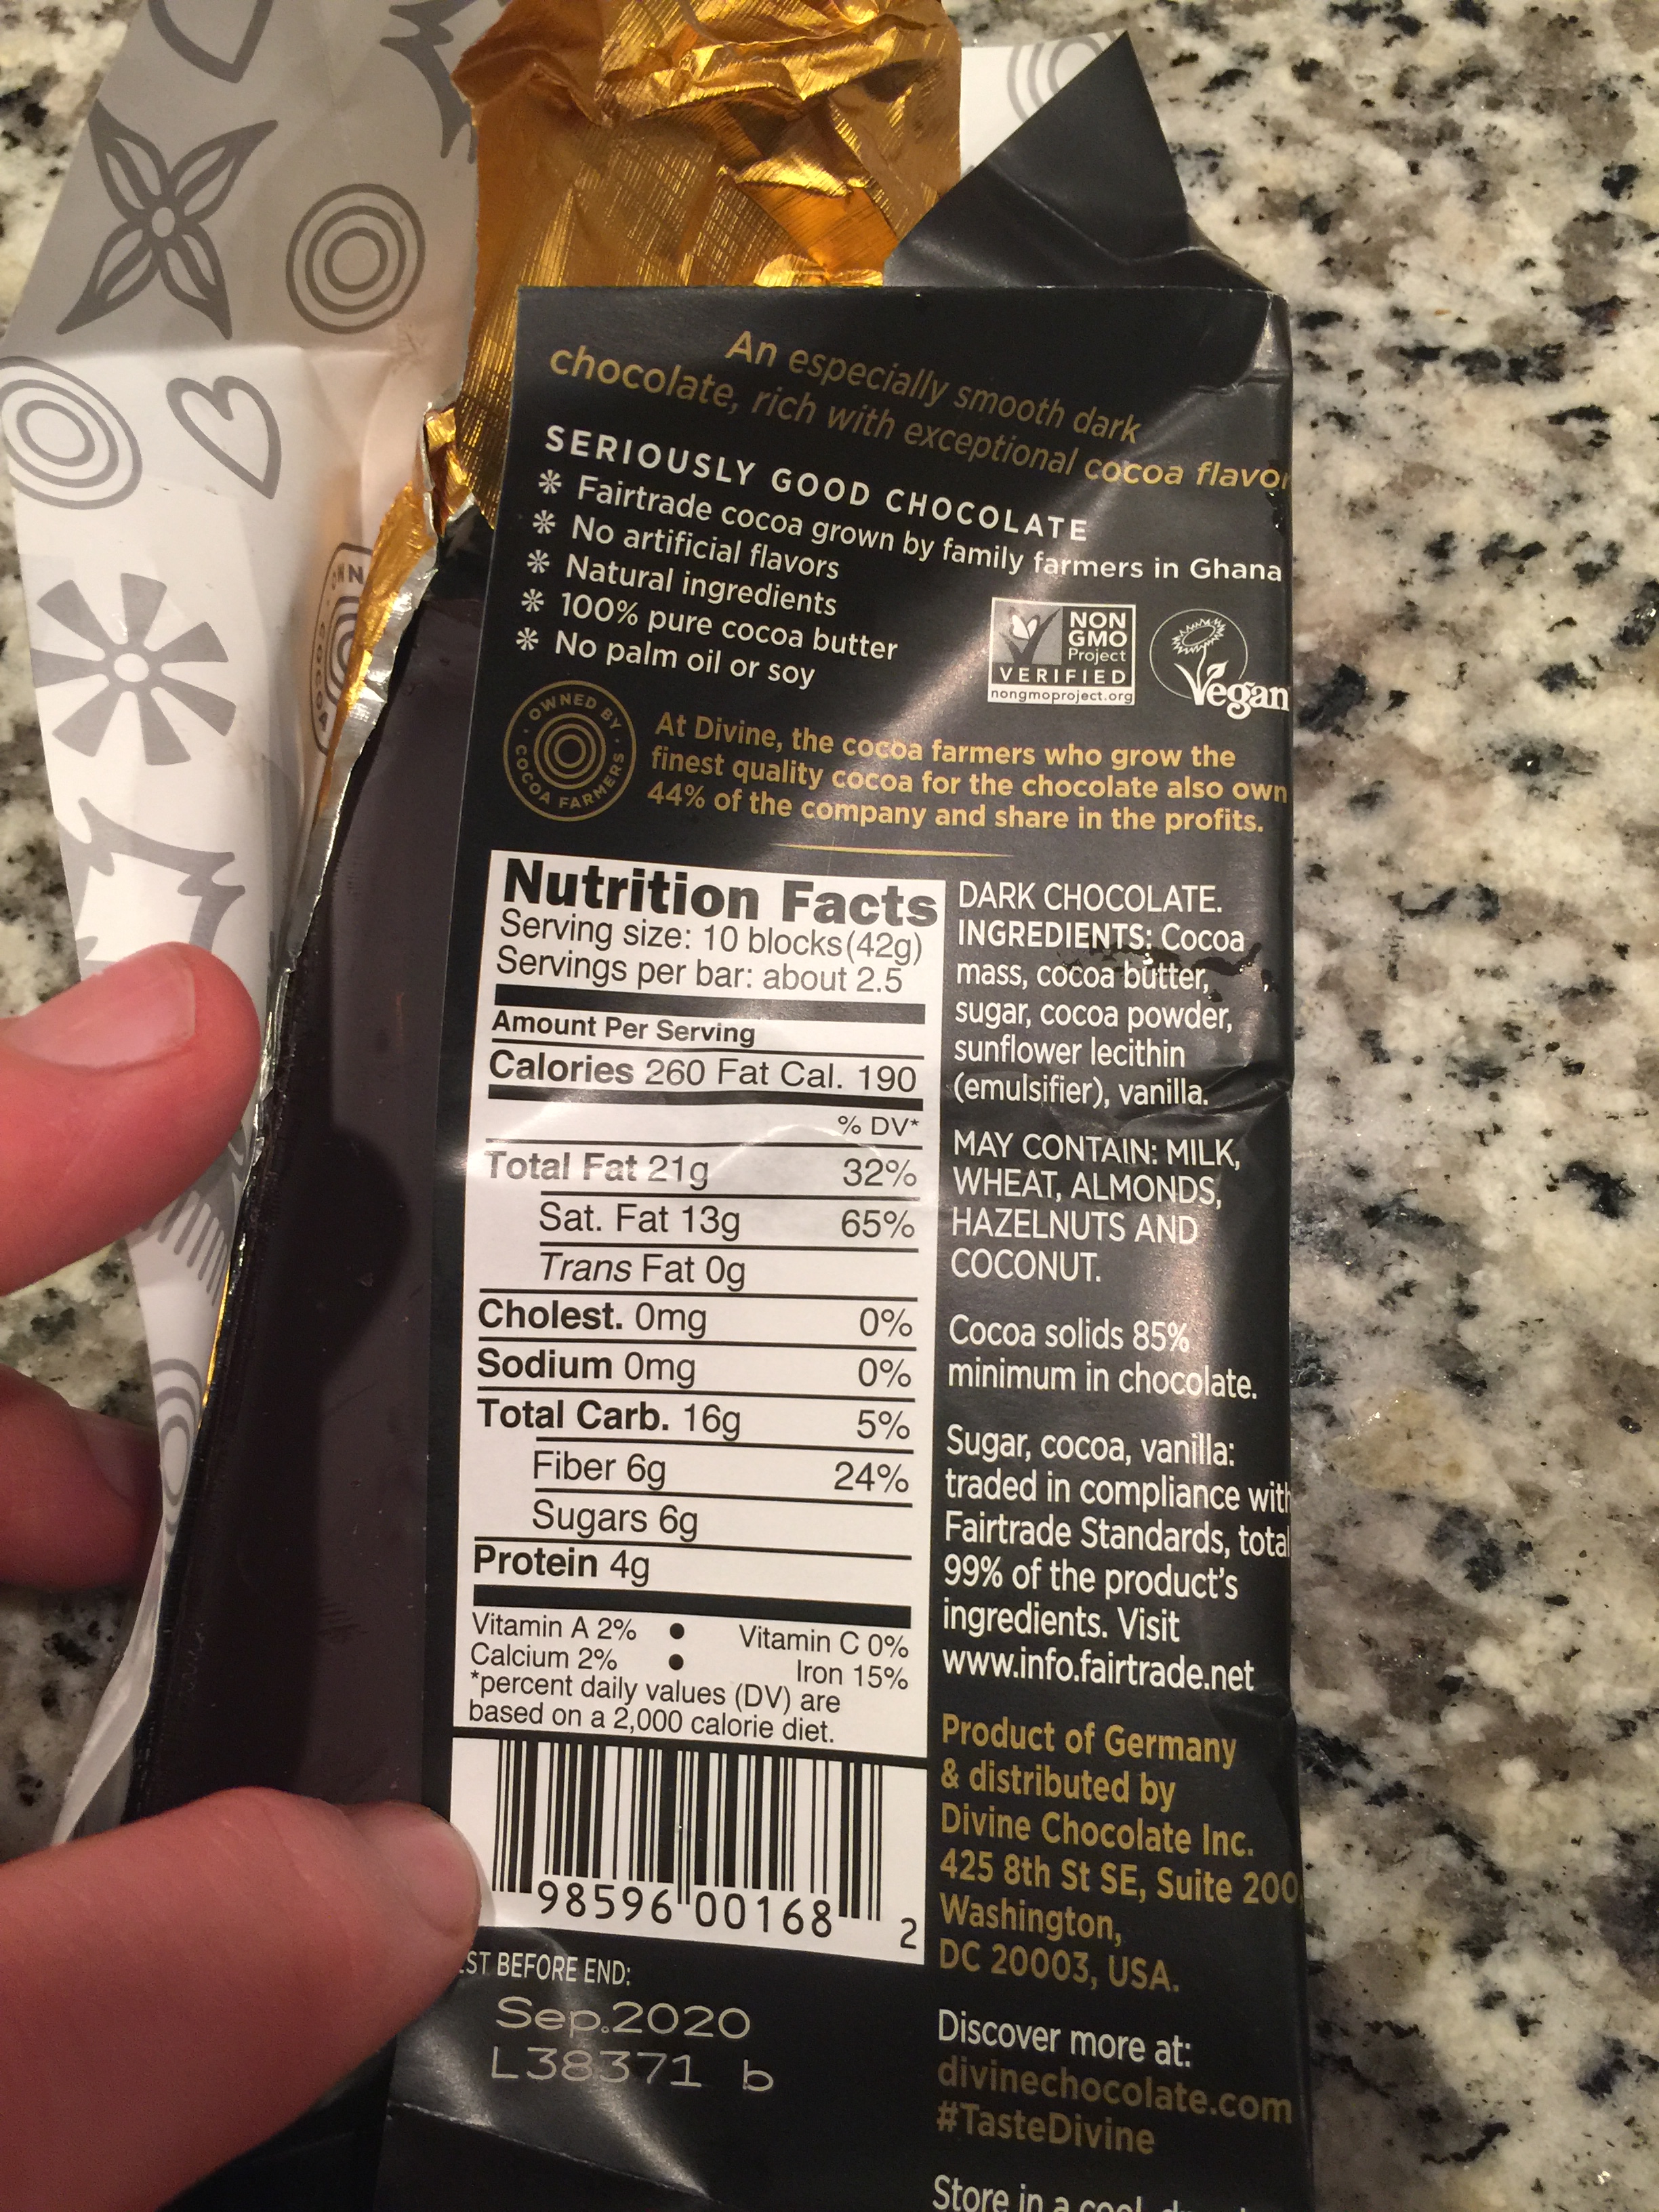 An especially smooth dark
chocolate, rich with exceptional cocoa flavor
SERIOUSLY GOOD CHOCOLATE
* Fairtrade cocoa grown by family farmers in Ghana
* No artificial flavors
* Natural ingredients
* 100% pure cocoa butter
* No palm oil or soy
NON
GMO
Project
VERIFIED
nongmoproject.org
Vegan
OWNED BY
COCOA FARMERS
At Divine, the cocoa farmers who grow the
finest quality cocoa for the chocolate also own
44% of the company and share in the profits.
Nutrition Facts
Serving size: 10 blocks (42g)
Servings per bar: about 2.5
Amount Per Serving
Calories 260 Fat Cal. 190
% DV*
Total Fat 21g 32%
Sat. Fat 13g 65%
Trans Fat 0g
Cholest. 0mg 0%
Sodium 0mg 0%
Total Carb. 16g 5%
Fiber 6g 24%
Sugars 6g
Protein 4g
Vitamin A 2% • Vitamin C 0%
Calcium 2% • Iron 15%
*percent daily values (DV) are
based on a 2,000 calorie diet.
98596 00168 2
BEFORE END:
Sep.2020
L38371 b
DARK CHOCOLATE.
INGREDIENTS: Cocoa
mass, cocoa butter,
sugar, cocoa powder,
sunflower lecithin
(emulsifier), vanilla.
MAY CONTAIN: MILK,
WHEAT, ALMONDS,
HAZELNUTS AND
COCONUT.
Cocoa solids 85%
minimum in chocolate.
Sugar, cocoa, vanilla:
traded in compliance with
Fairtrade Standards, total
99% of the product's
ingredients. Visit
www.info.fairtrade.net
Product of Germany
& distributed by
Divine Chocolate Inc.
425 8th St SE, Suite 200
Washington,
DC 20003, USA.
Discover more at:
divinechocolate.com
#TasteDivine
Store in a cool